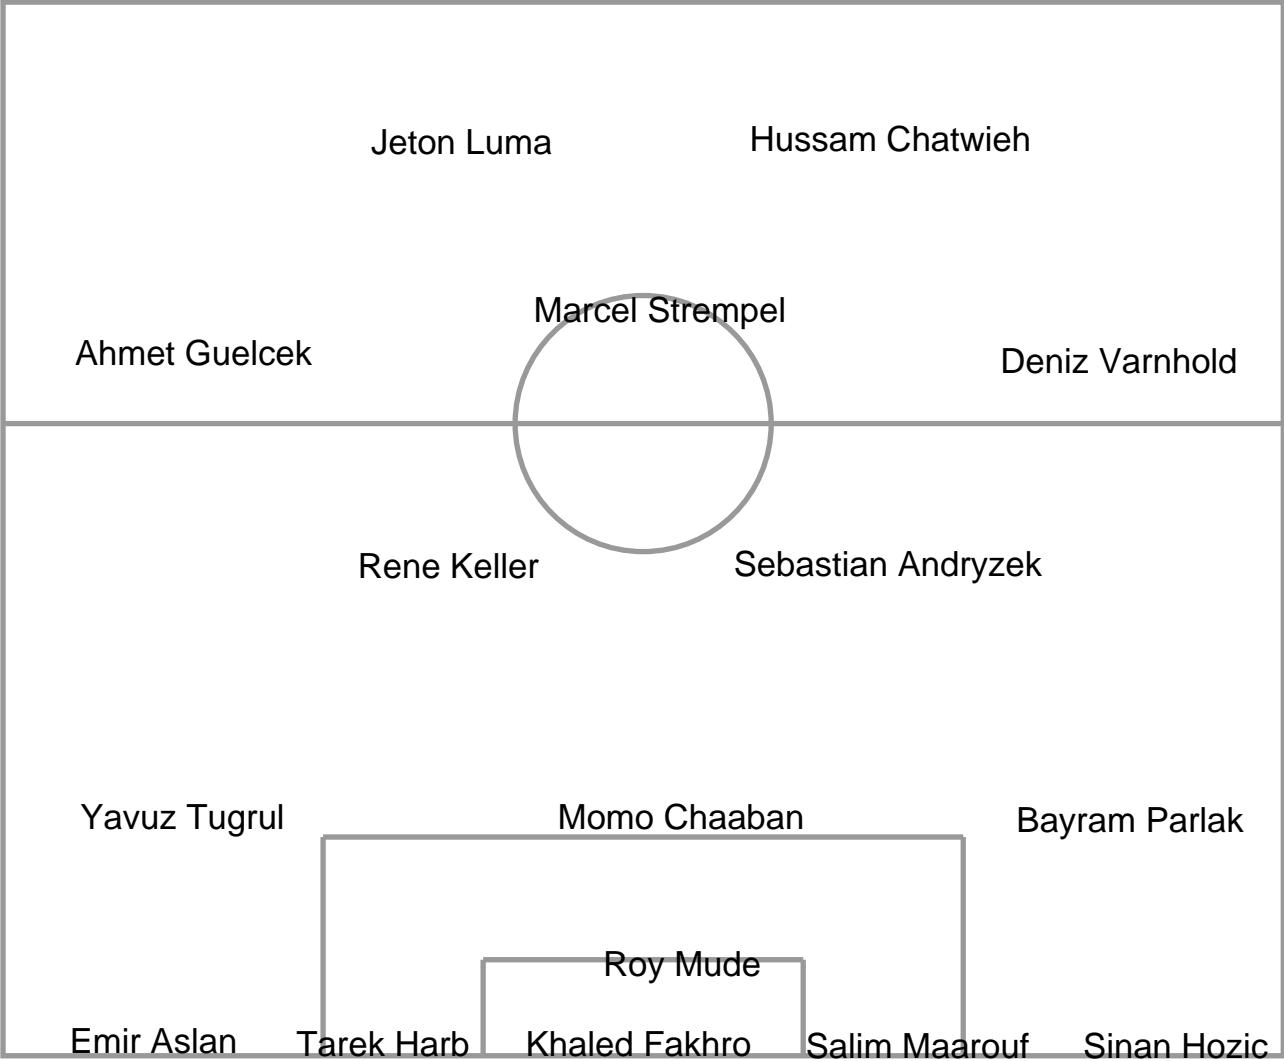 Jeton Luma
Hussam Chatwieh
Marcel Strempel
Ahmet Guelcek
Deniz Varnhold
Rene Keller
Sebastian Andryzek
Yavuz Tugrul
Momo Chaaban
Bayram Parlak
Roy Mude
Emir Aslan
Tarek Harb
Khaled Fakhro
Salim Maarouf
Sinan Hozic